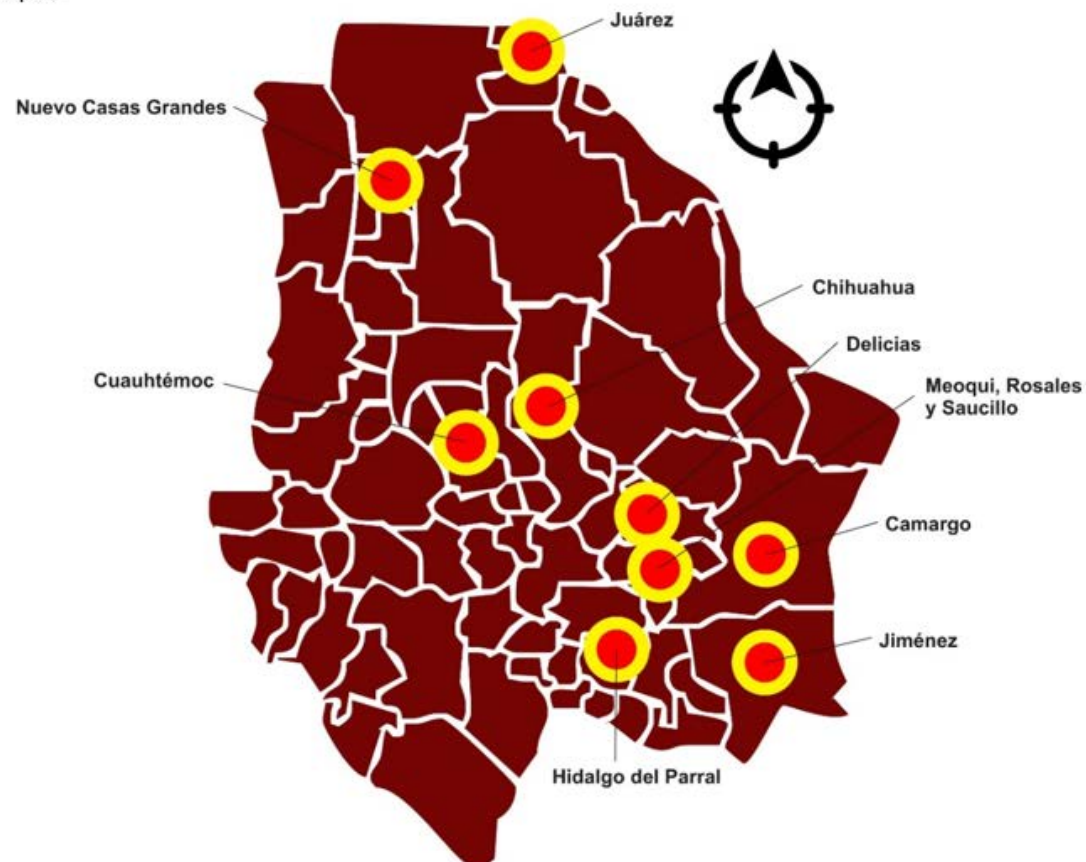 Juárez
Nuevo Casas Grandes
Chihuahua
Delicias
Cuauhtémoc
Meoqui, Rosales
y Saucillo
Camargo
Jiménez
Hidalgo del Parral